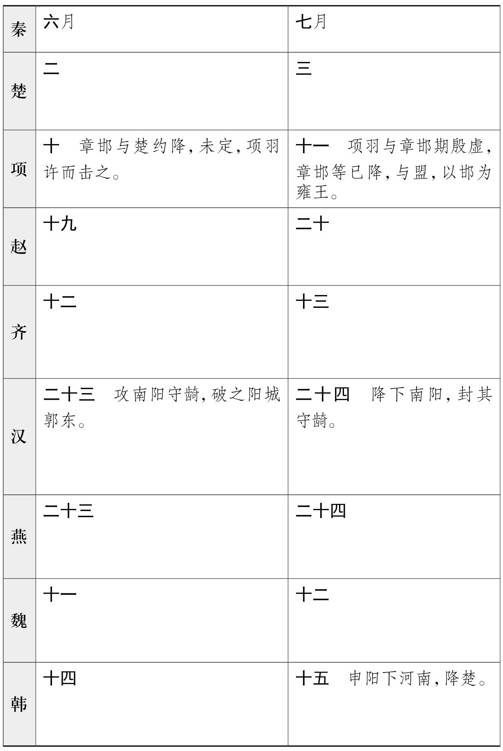 秦 六月 七月
楚 二 三
项 十 章邯与楚约降,未定,项羽 十一 项羽与章邯期殷虚,
许而击之。 章邯等已降,与盟,以邯为
雍王。
赵 十九 二十
齐 十二 十三
汉 二十三 攻南阳守齮,破之阳城 二十四 降下南阳,封其
郭东。 守齮。
燕 二十三 二十四
魏 十一 十二
韩 十四 十五 申阳下河南,降楚。